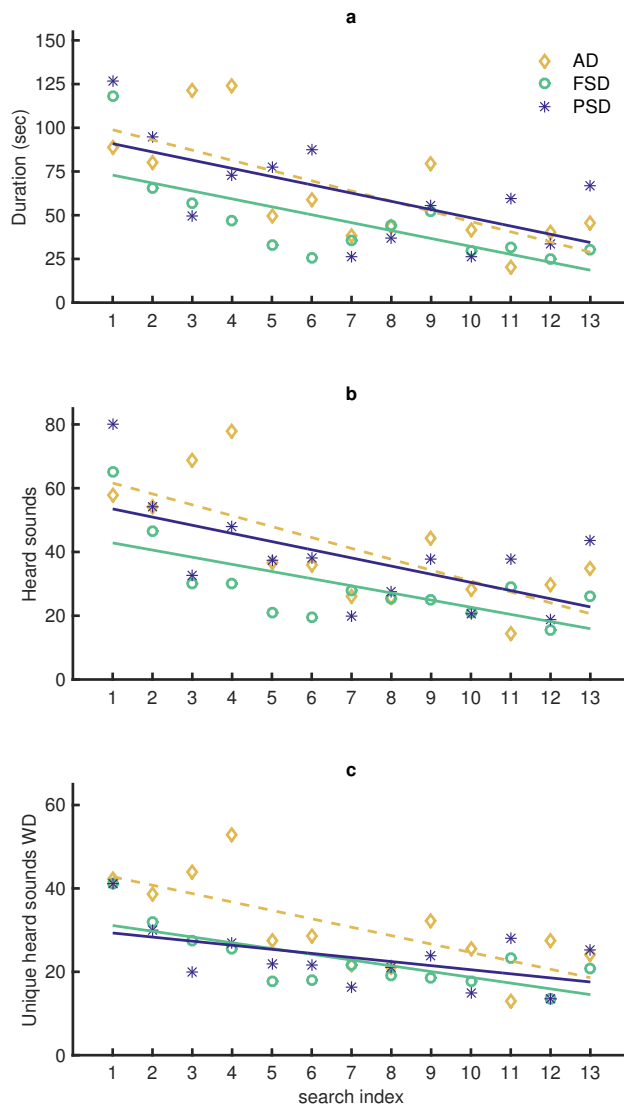 a
150
125
100
75
50
25
0
Duration (sec)
AD
FSD
PSD
1 2 3 4 5 6 7 8 9 10 11 12 13
b
80
60
40
20
0
Heard sounds
1 2 3 4 5 6 7 8 9 10 11 12 13
c
60
40
20
0
Unique heard sounds WD
1 2 3 4 5 6 7 8 9 10 11 12 13
search index